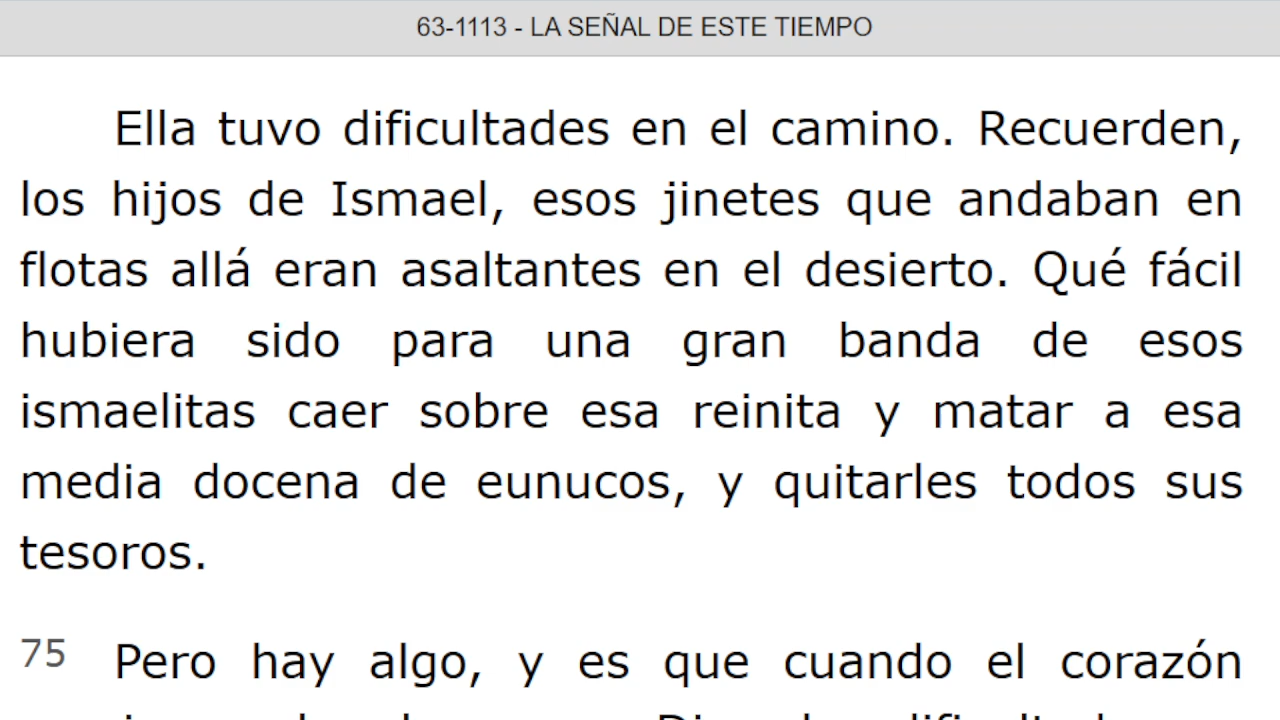 63-1113 - LA SEÑAL DE ESTE TIEMPO
Ella tuvo dificultades en el camino. Recuerden,
los hijos de Ismael, esos jinetes que andaban en
flotas allá eran asaltantes en el desierto. Qué fácil
hubiera sido para una gran banda de esos
ismaelitas caer sobre esa reinita y matar a esa
media docena de eunucos, y quitarles todos sus
tesoros.
75 Pero hay algo, y es que cuando el corazón